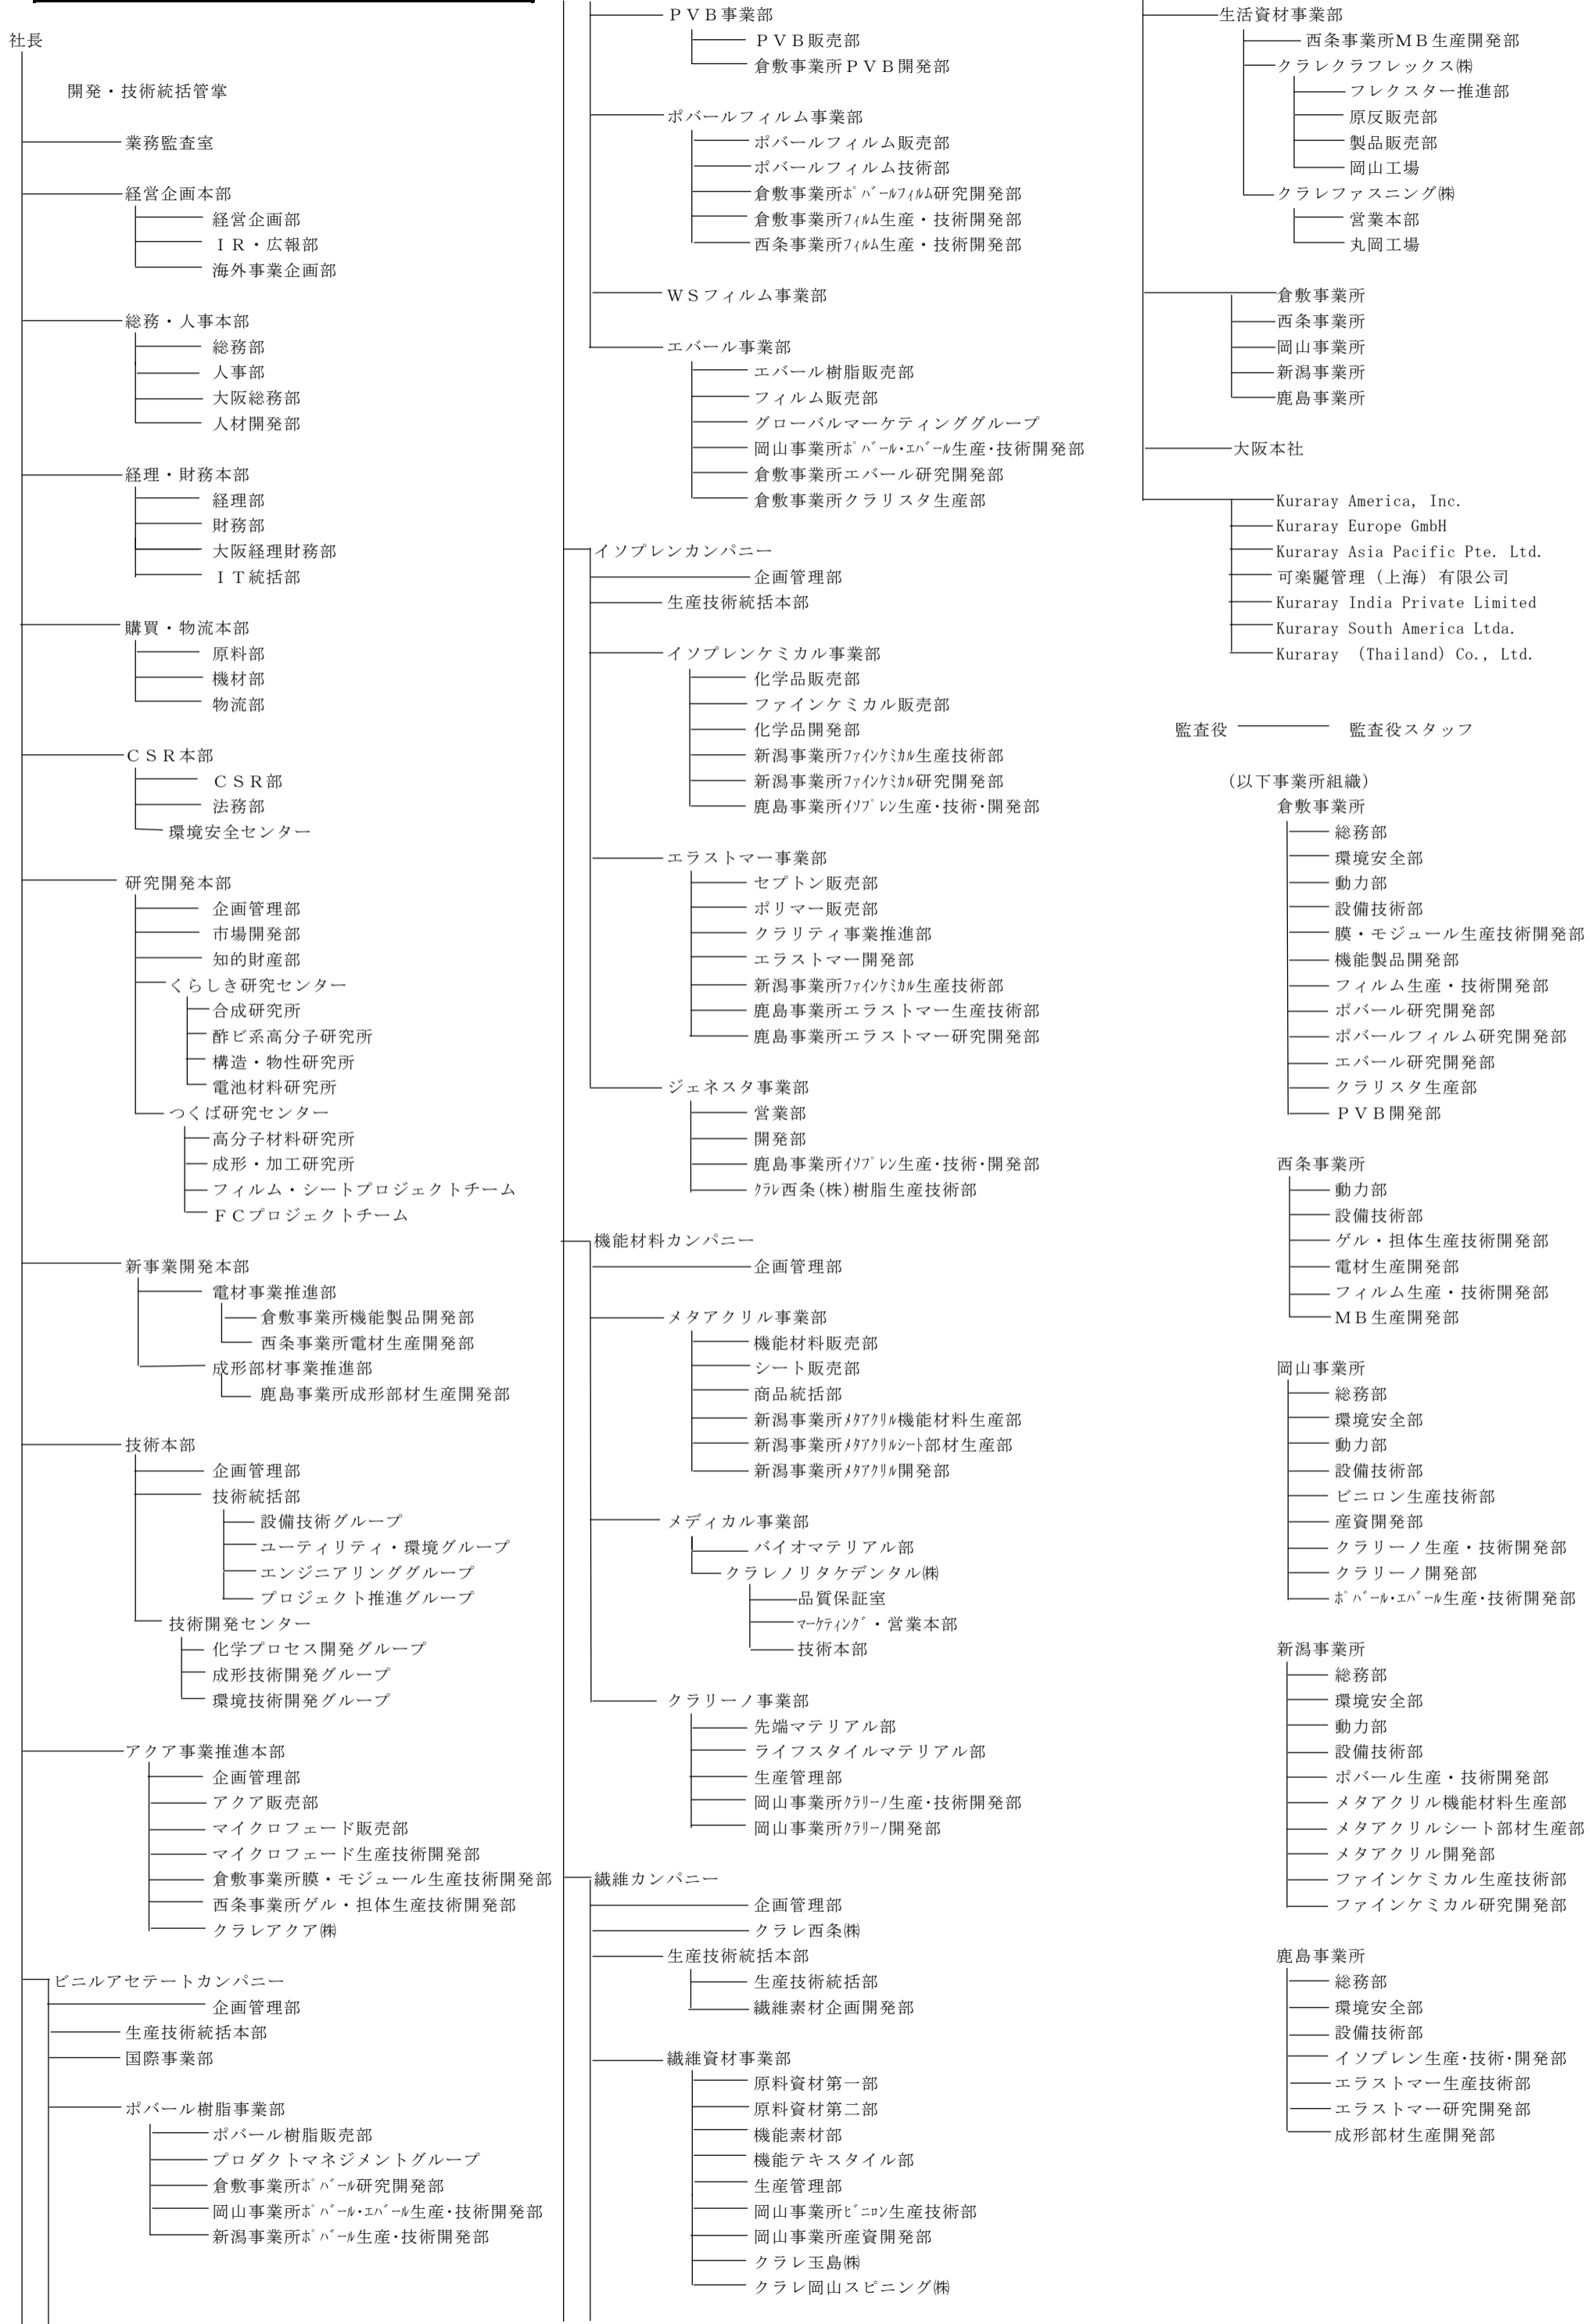 社長
開発・技術統括管掌
業務監査室
経営企画本部
経営企画部
ＩＲ・広報部
海外事業企画部
総務・人事本部
総務部
人事部
大阪総務部
人材開発部
経理・財務本部
経理部
財務部
大阪経理財務部
ＩＴ統括部
購買・物流本部
原料部
機材部
物流部
ＣＳＲ本部
ＣＳＲ部
法務部
環境安全センター
研究開発本部
企画管理部
市場開発部
知的財産部
くらしき研究センター
合成研究所
酢ビ系高分子研究所
構造・物性研究所
電池材料研究所
つくば研究センター
高分子材料研究所
成形・加工研究所
フィルム・シートプロジェクトチーム
ＦＣプロジェクトチーム
新事業開発本部
電材事業推進部
倉敷事業所機能製品開発部
西条事業所電材生産開発部
成形部材事業推進部
鹿島事業所成形部材生産開発部
技術本部
企画管理部
技術統括部
設備技術グループ
ユーティリティ・環境グループ
エンジニアリンググループ
プロジェクト推進グループ
技術開発センター
化学プロセス開発グループ
成形技術開発グループ
環境技術開発グループ
アクア事業推進本部
企画管理部
アクア販売部
マイクロフェード販売部
マイクロフェード生産技術開発部
倉敷事業所膜・モジュール生産技術開発部
西条事業所ゲル・担体生産技術開発部
クラレアクア㈱
ビニルアセテートカンパニー
企画管理部
生産技術統括本部
国際事業部
ポバール樹脂事業部
ポバール樹脂販売部
プロダクトマネジメントグループ
倉敷事業所ﾎﾟﾊﾞｰﾙ研究開発部
岡山事業所ﾎﾟﾊﾞｰﾙ･ｴﾊﾞｰﾙ生産･技術開発部
新潟事業所ﾎﾟﾊﾞｰﾙ生産･技術開発部
ＰＶＢ事業部
ＰＶＢ販売部
倉敷事業所ＰＶＢ開発部
ポバールフィルム事業部
ポバールフィルム販売部
ポバールフィルム技術部
倉敷事業所ﾎﾟﾊﾞｰﾙﾌｨﾙﾑ研究開発部
倉敷事業所ﾌｨﾙﾑ生産・技術開発部
西条事業所ﾌｨﾙﾑ生産・技術開発部
ＷＳフィルム事業部
エバール事業部
エバール樹脂販売部
フィルム販売部
グローバルマーケティンググループ
岡山事業所ﾎﾟﾊﾞｰﾙ･ｴﾊﾞｰﾙ生産･技術開発部
倉敷事業所エバール研究開発部
倉敷事業所クラリスタ生産部
イソプレンカンパニー
企画管理部
生産技術統括本部
イソプレンケミカル事業部
化学品販売部
ファインケミカル販売部
化学品開発部
新潟事業所ﾌｧｲﾝｹﾐｶﾙ生産技術部
新潟事業所ﾌｧｲﾝｹﾐｶﾙ研究開発部
鹿島事業所ｲｿﾌﾟﾚﾝ生産･技術･開発部
エラストマー事業部
セプトン販売部
ポリマー販売部
クラリティ事業推進部
エラストマー開発部
新潟事業所ﾌｧｲﾝｹﾐｶﾙ生産技術部
鹿島事業所エラストマー生産技術部
鹿島事業所エラストマー研究開発部
ジェネスタ事業部
営業部
開発部
鹿島事業所ｲｿﾌﾟﾚﾝ生産･技術･開発部
ｸﾗﾚ西条(株)樹脂生産技術部
機能材料カンパニー
企画管理部
メタアクリル事業部
機能材料販売部
シート販売部
商品統括部
新潟事業所ﾒﾀｱｸﾘﾙ機能材料生産部
新潟事業所ﾒﾀｱｸﾘﾙｼｰﾄ部材生産部
新潟事業所ﾒﾀｱｸﾘﾙ開発部
メディカル事業部
バイオマテリアル部
クラレノリタケデンタル㈱
品質保証室
ﾏｰｹﾃｨﾝｸﾞ・営業本部
技術本部
クラリーノ事業部
先端マテリアル部
ライフスタイルマテリアル部
生産管理部
岡山事業所ｸﾗﾘｰﾉ生産･技術開発部
岡山事業所ｸﾗﾘｰﾉ開発部
繊維カンパニー
企画管理部
クラレ西条㈱
生産技術統括本部
生産技術統括部
繊維素材企画開発部
繊維資材事業部
原料資材第一部
原料資材第二部
機能素材部
機能テキスタイル部
生産管理部
岡山事業所ﾋﾞﾆﾛﾝ生産技術部
岡山事業所産資開発部
クラレ玉島㈱
クラレ岡山スピニング㈱
生活資材事業部
西条事業所ＭＢ生産開発部
クラレクラフレックス㈱
フレクスター推進部
原反販売部
製品販売部
岡山工場
クラレファスニング㈱
営業本部
丸岡工場
倉敷事業所
西条事業所
岡山事業所
新潟事業所
鹿島事業所
大阪本社
Kuraray America, Inc.
Kuraray Europe GmbH
Kuraray Asia Pacific Pte. Ltd.
可楽麗管理（上海）有限公司
Kuraray India Private Limited
Kuraray South America Ltda.
Kuraray （Thailand）Co., Ltd.
監査役 監査役スタッフ
（以下事業所組織）
倉敷事業所
総務部
環境安全部
動力部
設備技術部
膜・モジュール生産技術開発部
機能製品開発部
フィルム生産・技術開発部
ポバール研究開発部
ポバールフィルム研究開発部
エバール研究開発部
クラリスタ生産部
ＰＶＢ開発部
西条事業所
動力部
設備技術部
ゲル・担体生産技術開発部
電材生産開発部
フィルム生産・技術開発部
ＭＢ生産開発部
岡山事業所
総務部
環境安全部
動力部
設備技術部
ビニロン生産技術部
産資開発部
クラリーノ生産・技術開発部
クラリーノ開発部
ﾎﾟﾊﾞｰﾙ･ｴﾊﾞｰﾙ生産･技術開発部
新潟事業所
総務部
環境安全部
動力部
設備技術部
ポバール生産・技術開発部
メタアクリル機能材料生産部
メタアクリルシート部材生産部
メタアクリル開発部
ファインケミカル生産技術部
ファインケミカル研究開発部
鹿島事業所
総務部
環境安全部
設備技術部
イソプレン生産･技術･開発部
エラストマー生産技術部
エラストマー研究開発部
成形部材生産開発部